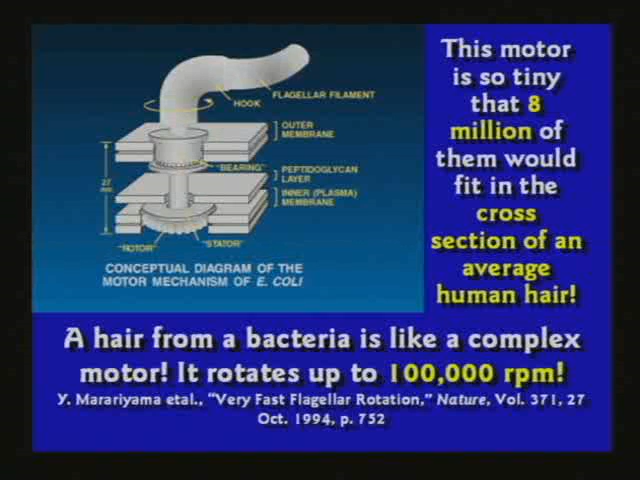 HOOK
FLAGELLAR FILAMENT
OUTER
MEMBRANE
"BEARING"
PEPTIDOGLYCAN
LAYER
27
INNER (PLASMA)
MEMBRANE
"ROTOR"
"STATOR"
CONCEPTUAL DIAGRAM OF THE
MOTOR MECHANISM OF E. COLI
This motor
is so tiny
that 8
million of
them would
fit in the
cross
section of an
average
human hair!
A hair from a bacteria is like a complex
motor! It rotates up to 100,000 rpm!
Y. Marariyama etal., "Very Fast Flagellar Rotation," Nature, Vol. 371, 27
Oct. 1994, p. 752